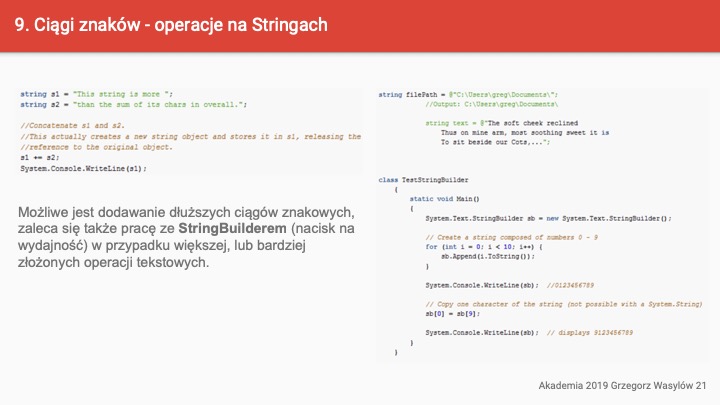 9. Ciągi znaków - operacje na Stringach
string s1 = "This string is more ";
string s2 = "than the sum of its chars in overall.";
//Concatenate s1 and s2.
//This actually creates a new string object and stores it in s1, releasing the
//reference to the original object.
s1 += s2;
System.Console.WriteLine(s1);
Możliwe jest dodawanie dłuższych ciągów znakowych,
zaleca się także pracę ze StringBuilderem (nacisk na
wydajność) w przypadku większej, lub bardziej
złożonych operacji tekstowych.
string filePath = @"C:\Users\greg\Documents\";
//Output: C:\Users\greg\Documents\
string text = @"The soft cheek reclined
Thus on mine arm, most soothing sweet it is
To sit beside our Cots,...";
class TestStringBuilder
{
static void Main()
{
System.Text.StringBuilder sb = new System.Text.StringBuilder();
// Create a string composed of numbers 0 - 9
for (int i = 0; i < 10; i++) {
sb.Append(i.ToString());
}
System.Console.WriteLine(sb); //0123456789
// Copy one character of the string (not possible with a System.String)
sb[0] = sb[9];
System.Console.WriteLine(sb); // displays 9123456789
}
}
Akademia 2019 Grzegorz Wasylów 21